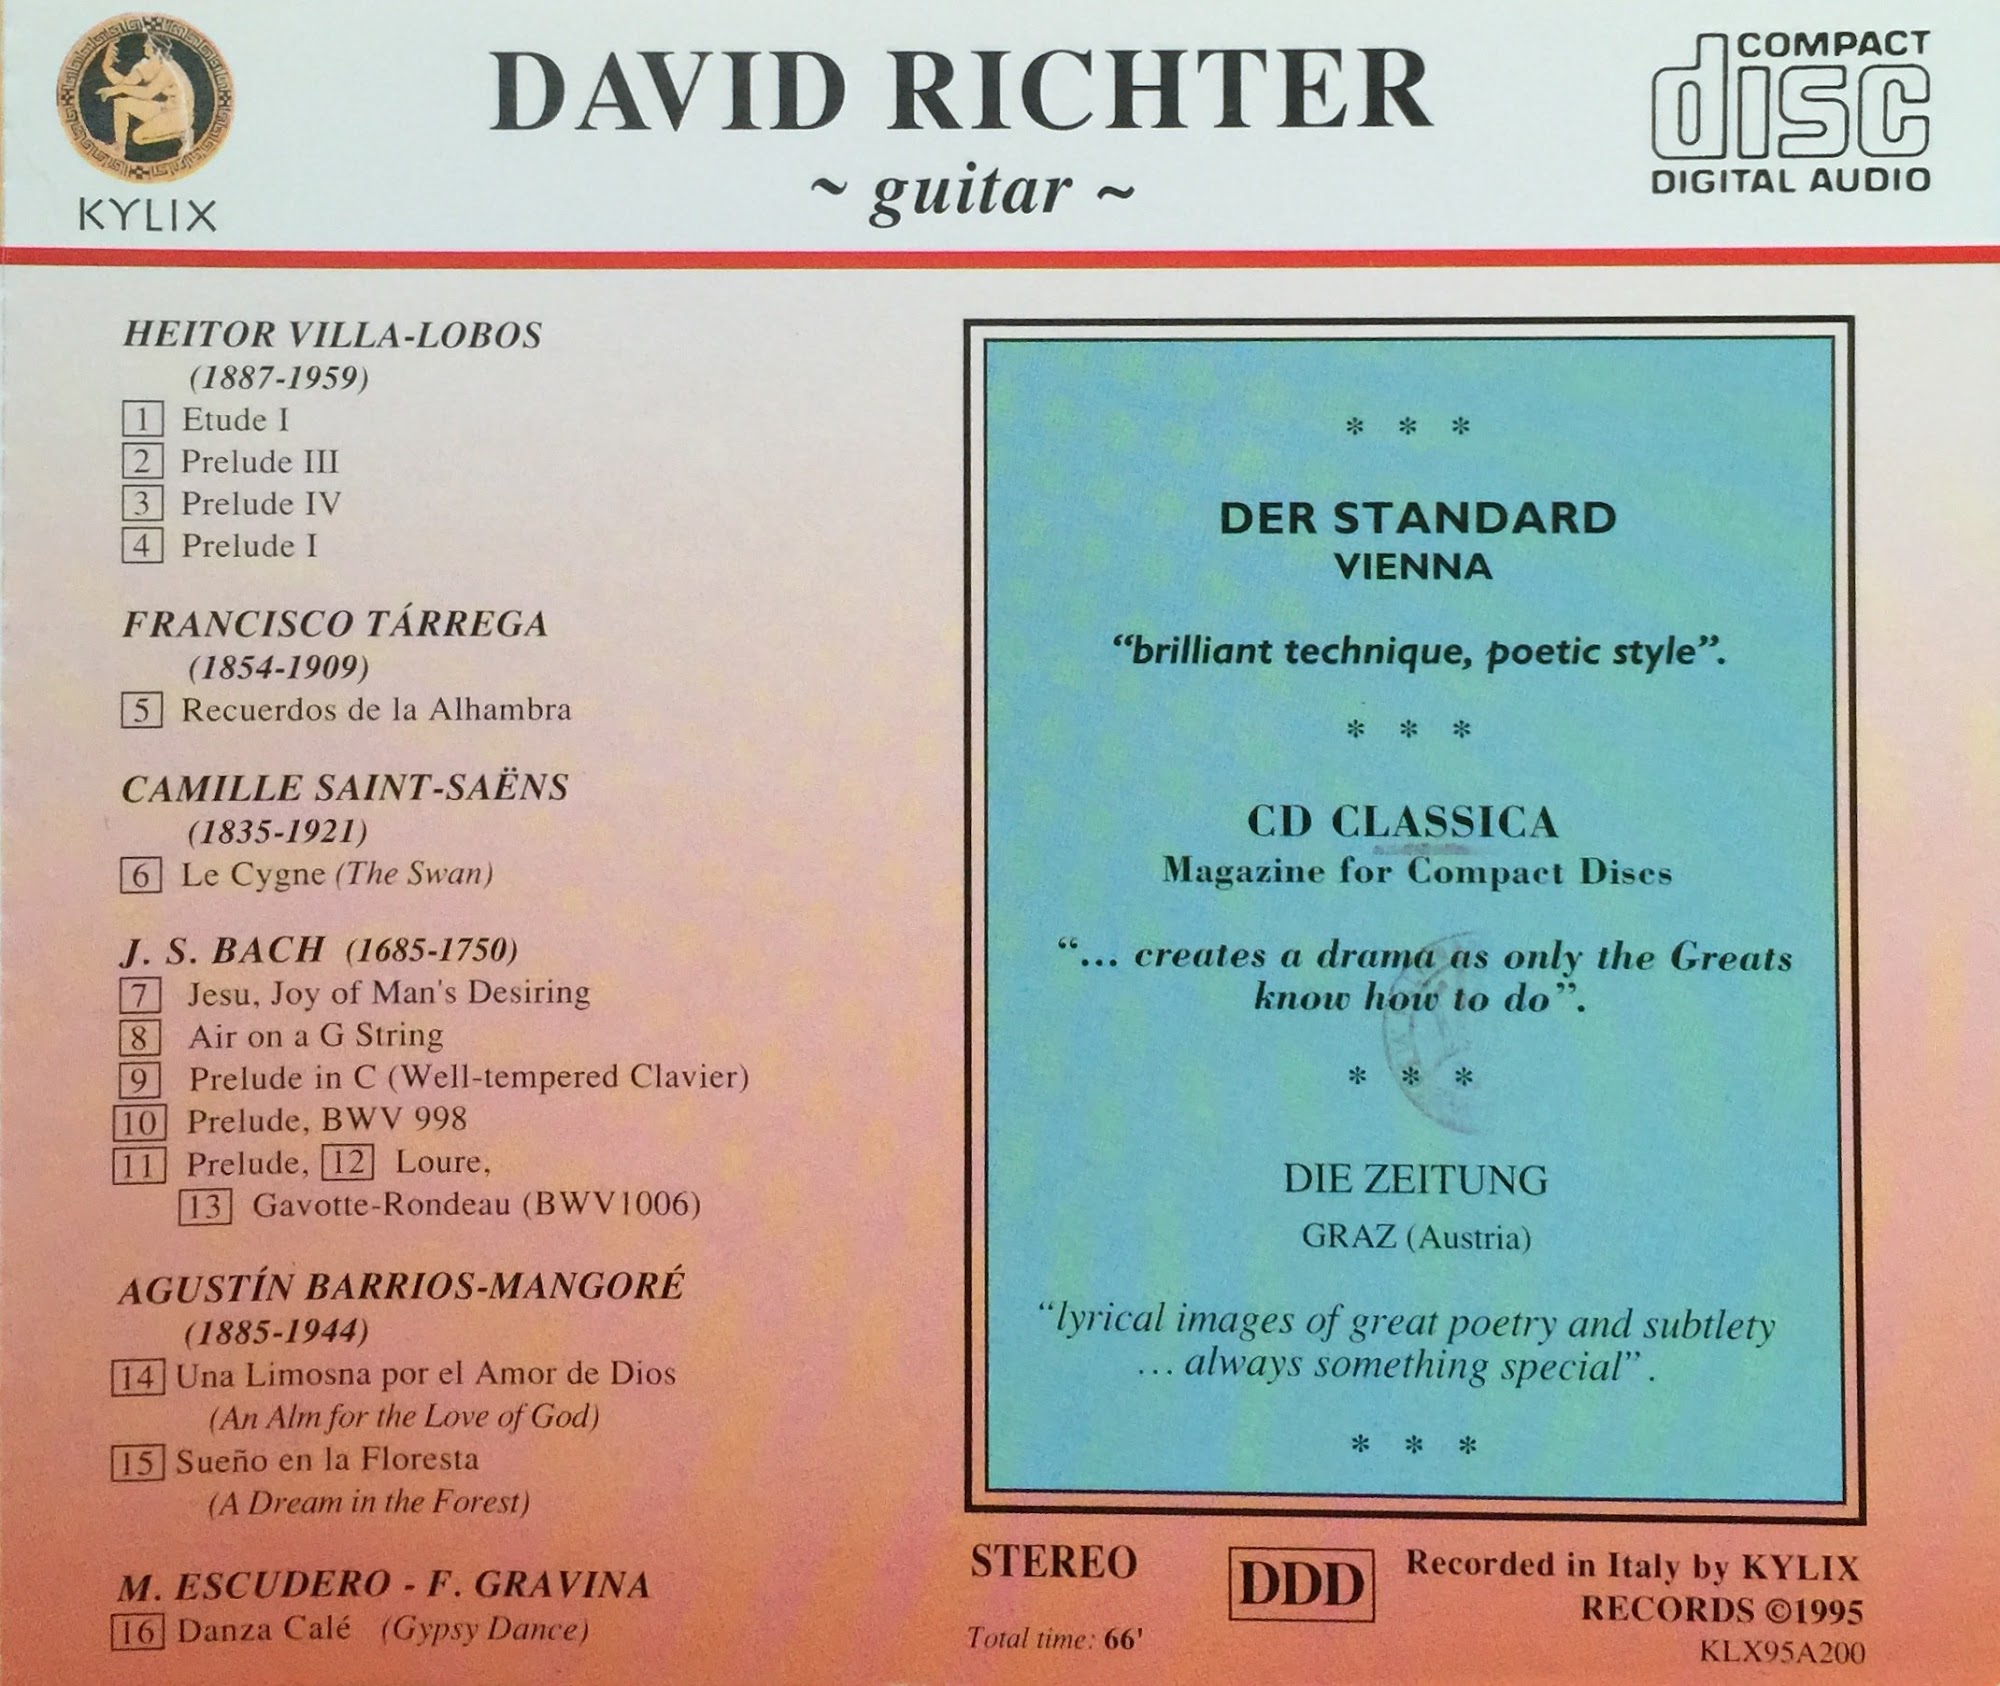 KYLIX
DAVID RICHTER
~ guitar ~
COMPACT
disc
DIGITAL AUDIO
HEITOR VILLA-LOBOS
(1887-1959)
1 Etude I
2 Prelude III
3 Prelude IV
4 Prelude I
FRANCISCO TÁRREGA
(1854-1909)
5 Recuerdos de la Alhambra
CAMILLE SAINT-SAËNS
(1835-1921)
6 Le Cygne (The Swan)
J. S. BACH (1685-1750)
7 Jesu, Joy of Man's Desiring
8 Air on a G String
9 Prelude in C (Well-tempered Clavier)
10 Prelude, BWV 998
11 Prelude, 12 Loure,
13 Gavotte-Rondeau (BWV1006)
AGUSTÍN BARRIOS-MANGORÉ
(1885-1944)
14 Una Limosna por el Amor de Dios
(An Alm for the Love of God)
15 Sueño en la Floresta
(A Dream in the Forest)
M. ESCUDERO - F. GRAVINA
16 Danza Calé (Gypsy Dance)
* * *
DER STANDARD
VIENNA
“brilliant technique, poetic style”.
* * *
CD CLASSICA
Magazine for Compact Discs
“... creates a drama as only the Greats
know how to do”.
* * *
DIE ZEITUNG
GRAZ (Austria)
“lyrical images of great poetry and subtlety
... always something special”.
* * *
STEREO
DDD
Recorded in Italy by KYLIX
RECORDS ©1995
Total time: 66'
KLX95A200